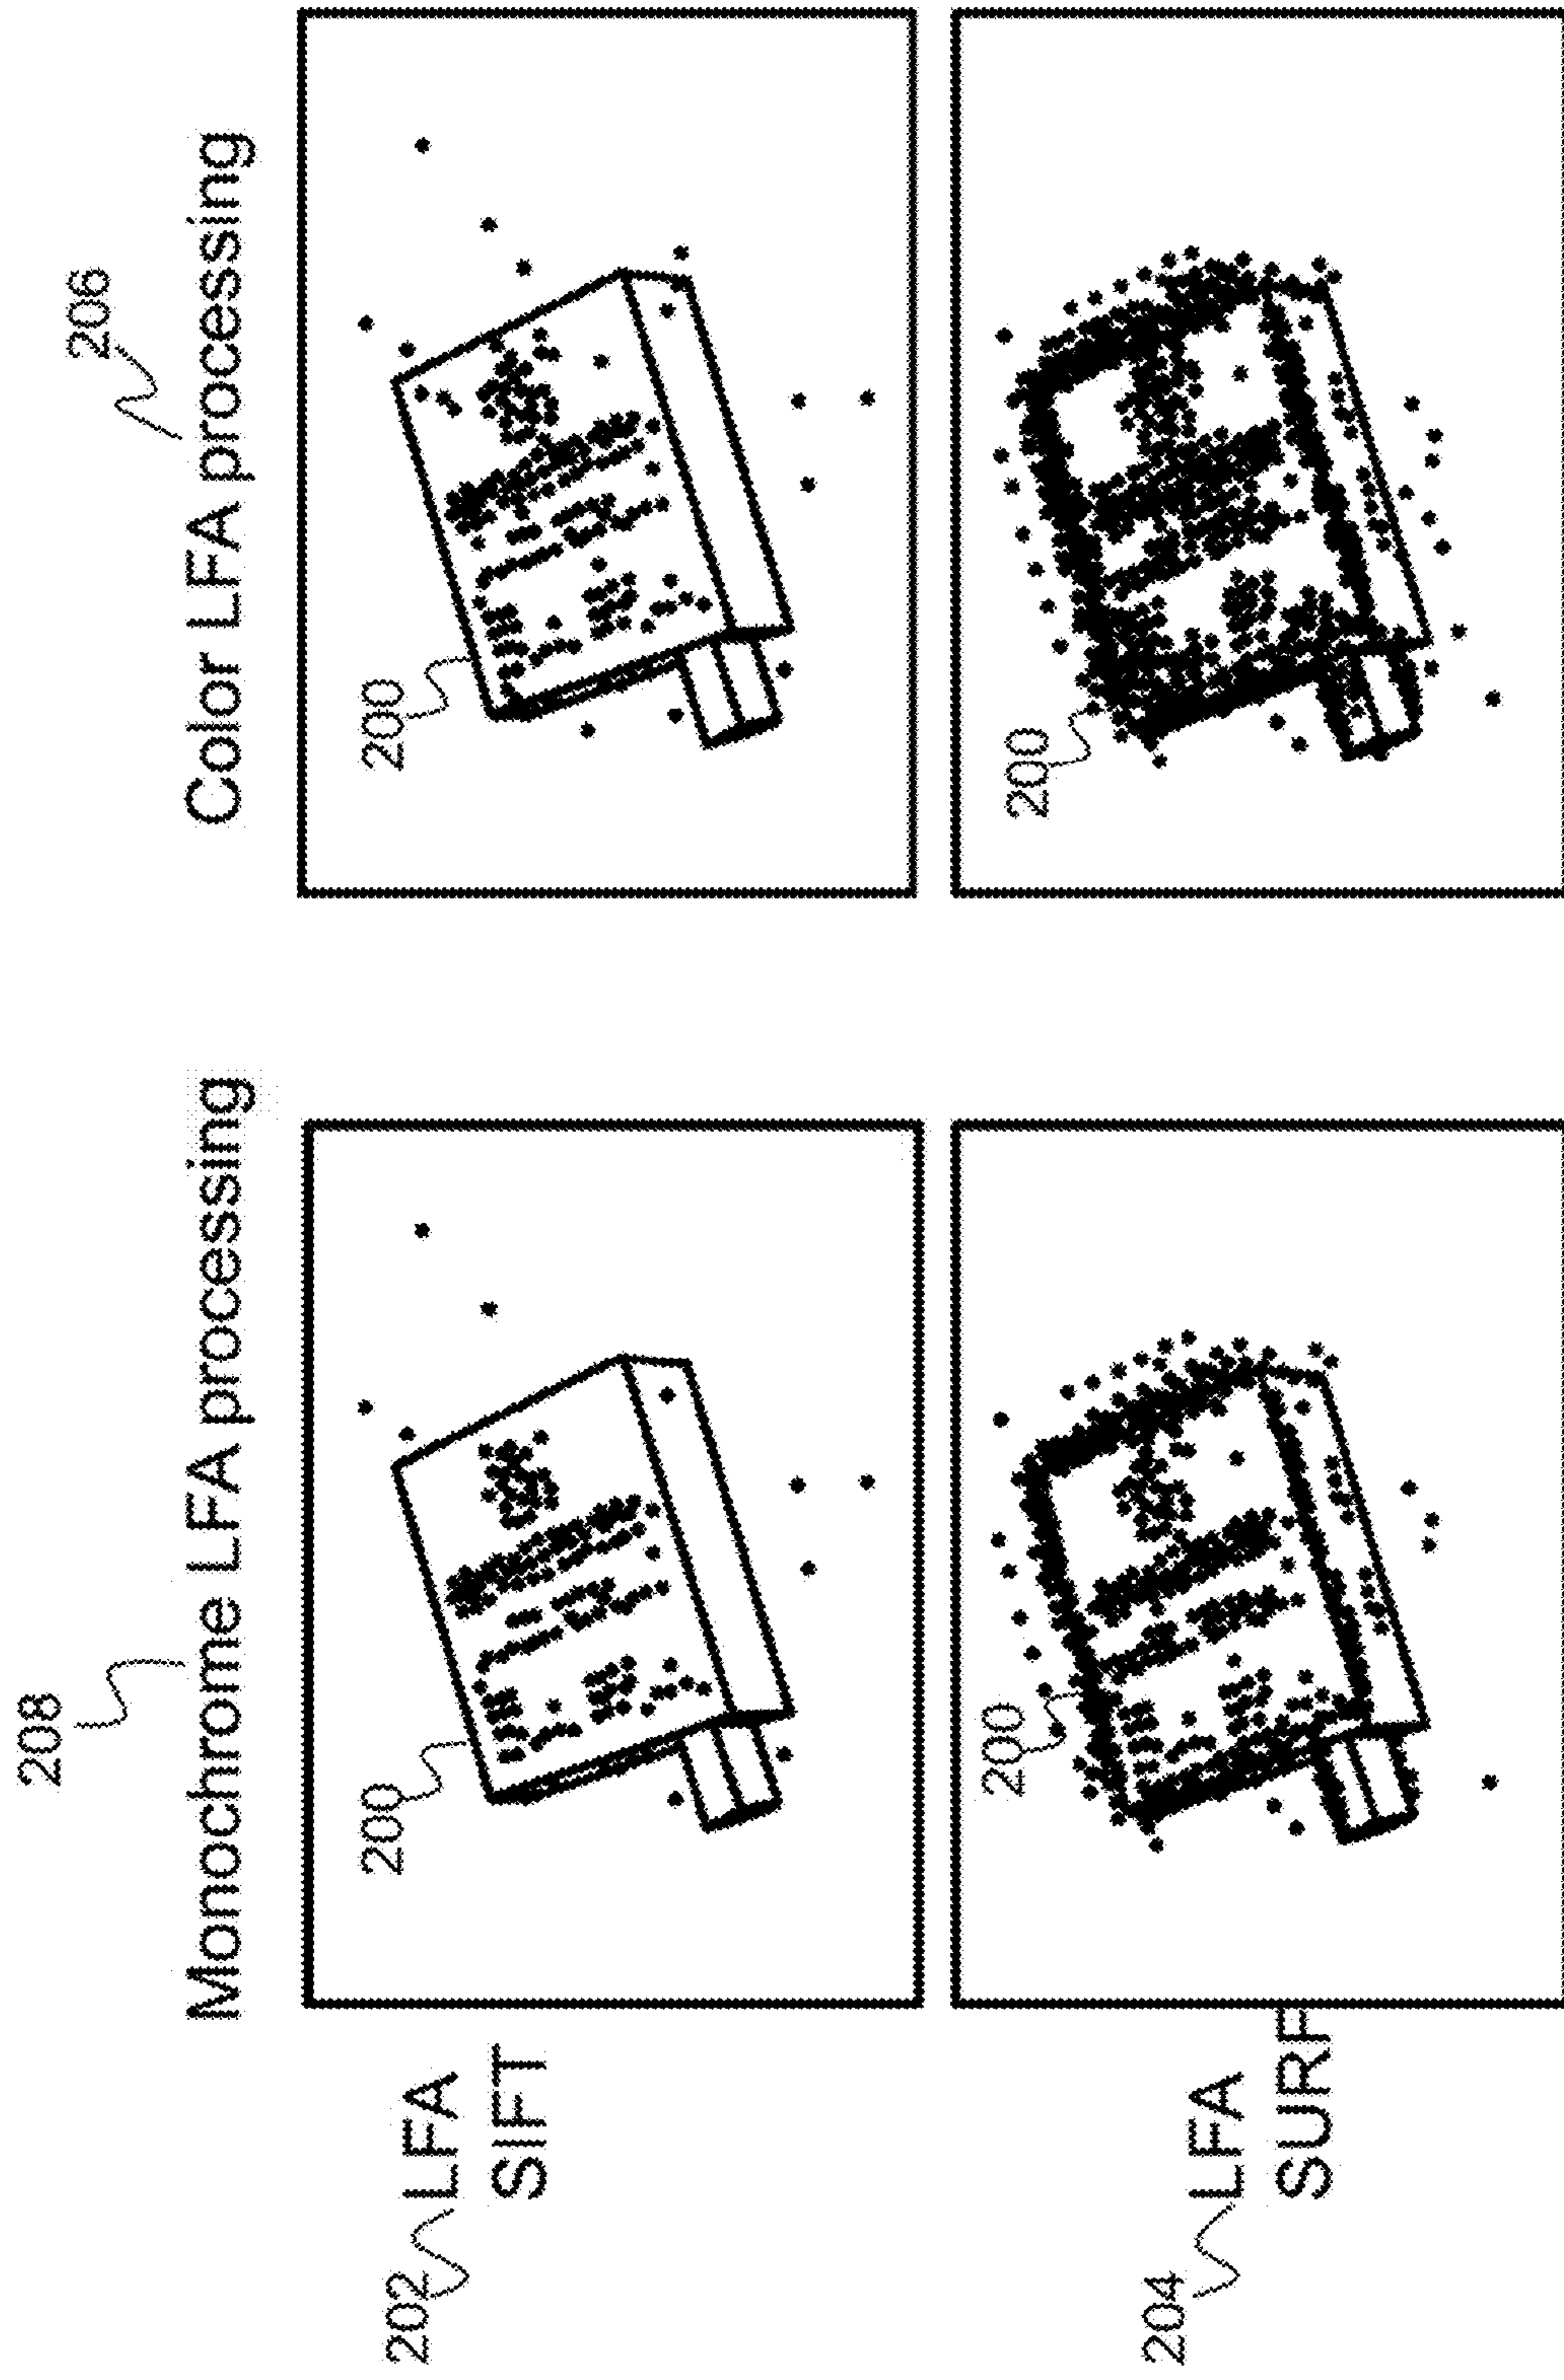 208
206
Monochrome LFA processing
Color LFA processing
202
LFA
SIFT
200
200
204
LFA
SURF
200
200